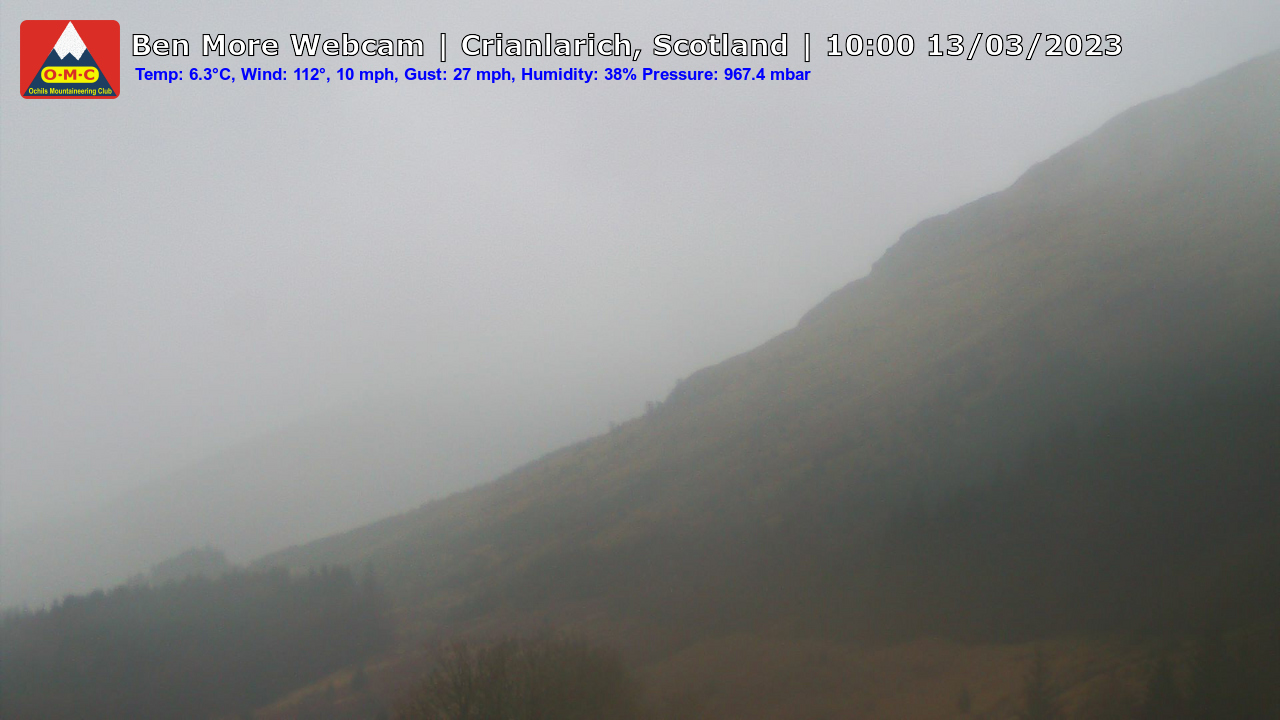 Ben More Webcam | Crianlarich, Scotland | 10:00 13/03/2023
Temp: 6.3°C, Wind: 112°, 10 mph, Gust: 27 mph, Humidity: 38% Pressure: 967.4 mbar
O·M·C
Ochils Mountaineering Club